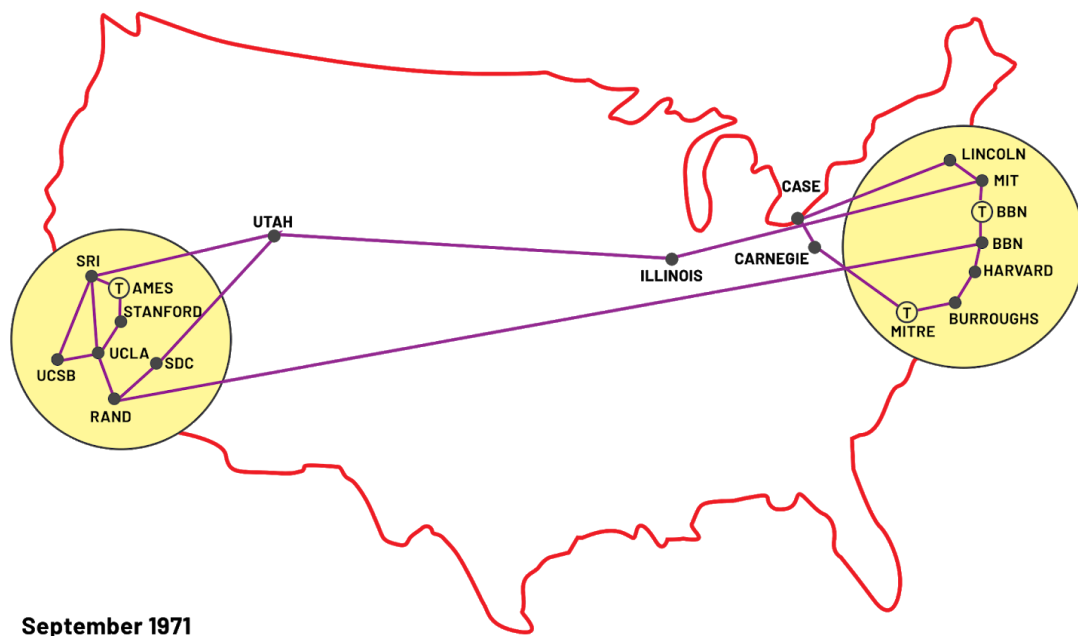 LINCOLN
MIT
CASE
T BBN
UTAH
BBN
CARNEGIE
SRI
ILLINOIS
HARVARD
T AMES
STANFORD
T
BURROUGHS
MITRE
UCLA
SDC
UCSB
RAND
September 1971